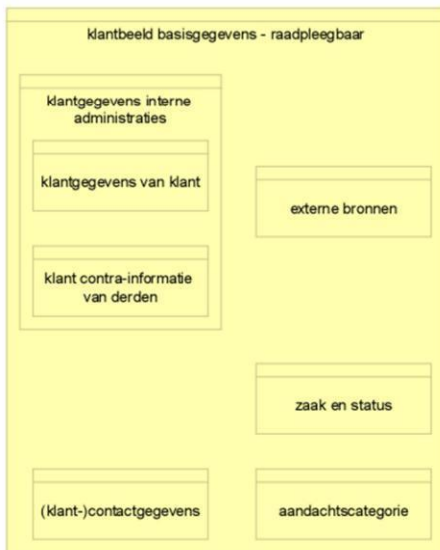 klantbeeld basisgegevens - raadpleegbaar
klantgegevens interne
administraties
klantgegevens van klant
klant contra-informatie
van derden
externe bronnen
zaak en status
(klant-)contactgegevens
aandachtscategorie